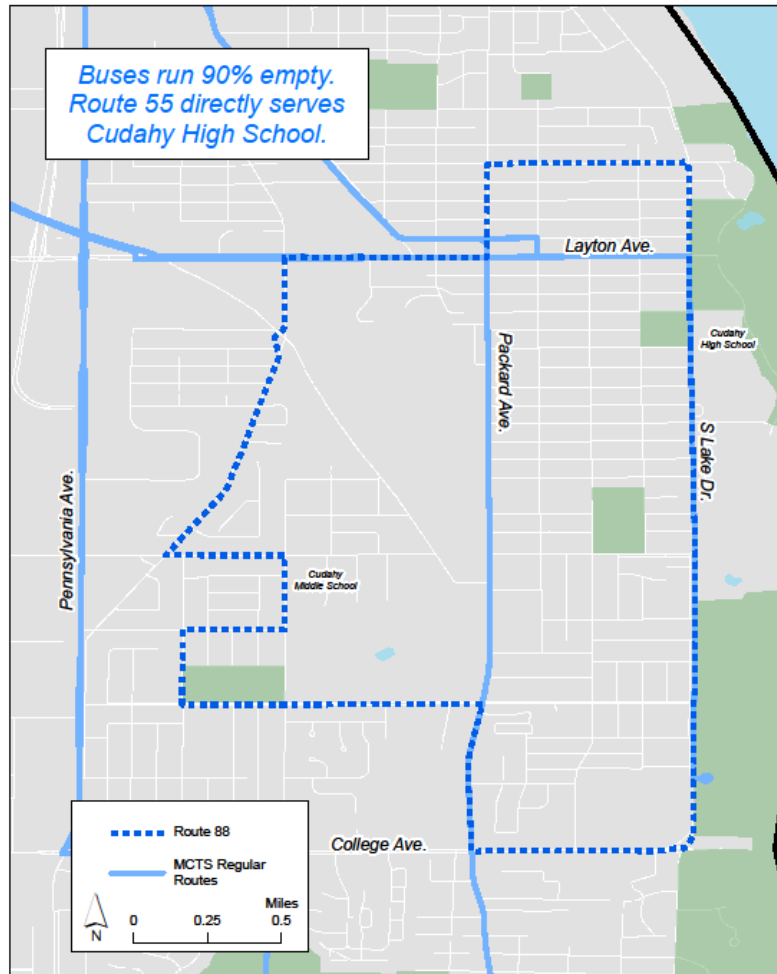 Buses run 90% empty.
Route 55 directly serves
Cudahy High School.
Layton Ave.
Cudahy
High School
Packard Ave.
S Lake Dr.
Pennsylvania Ave.
Cudahy
Middle School
College Ave.
Route 88
MCTS Regular
Routes
Miles
N
0 0.25 0.5